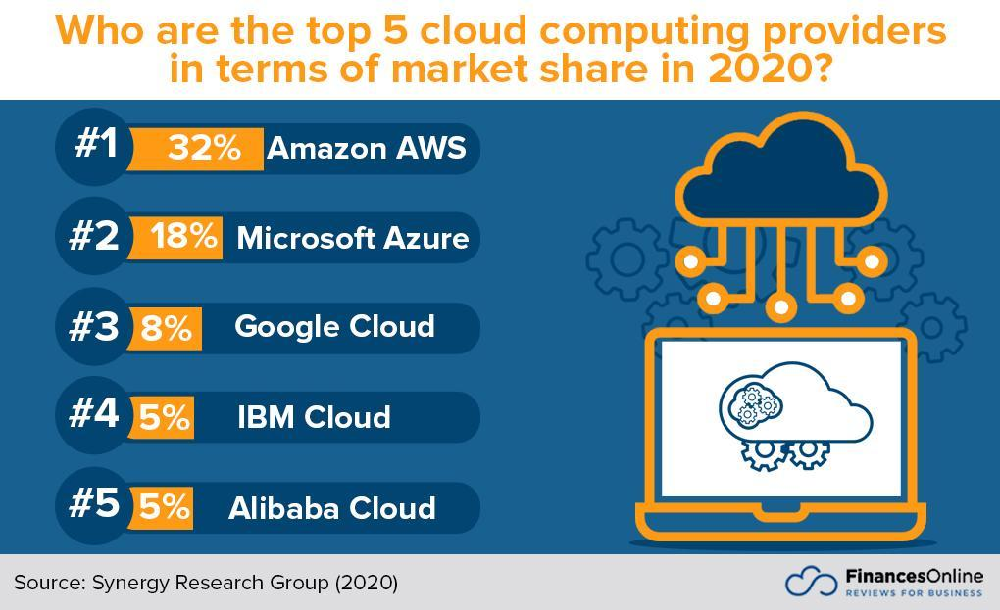 Who are the top 5 cloud computing providers
in terms of market share in 2020?
#1 32% Amazon AWS
#2 18% Microsoft Azure
#3 8% Google Cloud
#4 5% IBM Cloud
#5 5% Alibaba Cloud
Source: Synergy Research Group (2020)
FinancesOnline
REVIEWS FOR BUSINESS